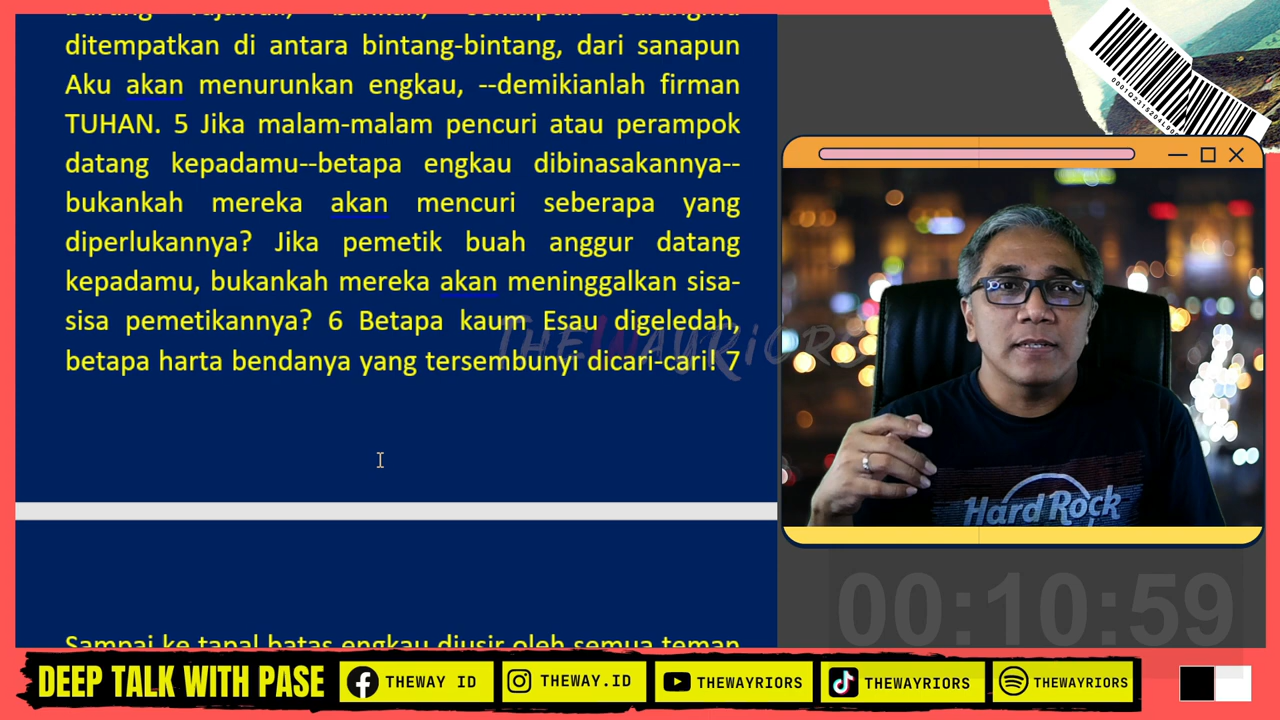 ditempatkan di antara bintang-bintang, dari sanapun
Aku akan menurunkan engkau, --demikianlah firman
TUHAN. 5 Jika malam-malam pencuri atau perampok
datang kepadamu--betapa engkau dibinasakannya--
bukankah mereka akan mencuri seberapa yang
diperlukannya? Jika pemetik buah anggur datang
kepadamu, bukankah mereka akan meninggalkan sisa-
sisa pemetikannya? 6 Betapa kaum Esau digeledah,
betapa harta bendanya yang tersembunyi dicari-cari! 7
Sampai ke tapal batas engkau diusir oleh semua teman
THEWAYRIORS
Hard Rock
00:10:59
DEEP TALK WITH PASE
THEWAY ID
THEWAY.ID
THEWAYRIORS
THEWAYRIORS
THEWAYRIORS